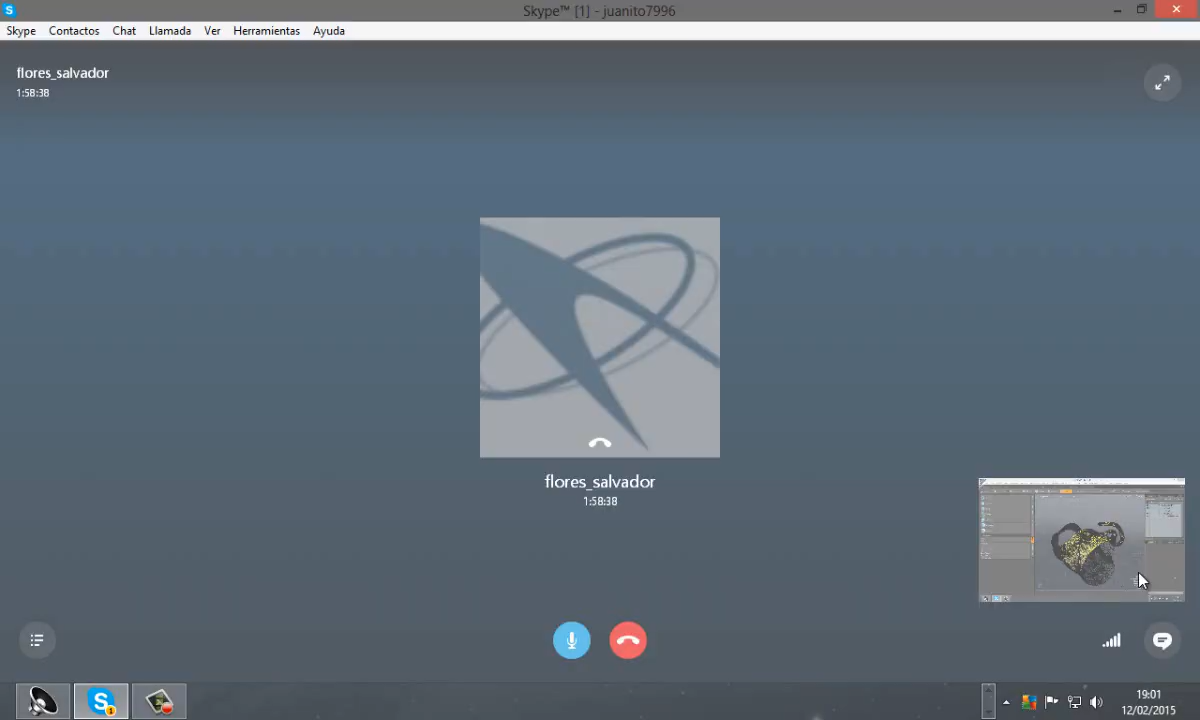 Skype™ [1] - juanito7996
Skype Contactos Chat Llamada Ver Herramientas Ayuda
flores_salvador
1:58:38
flores_salvador
1:58:38
19:01
12/02/2015